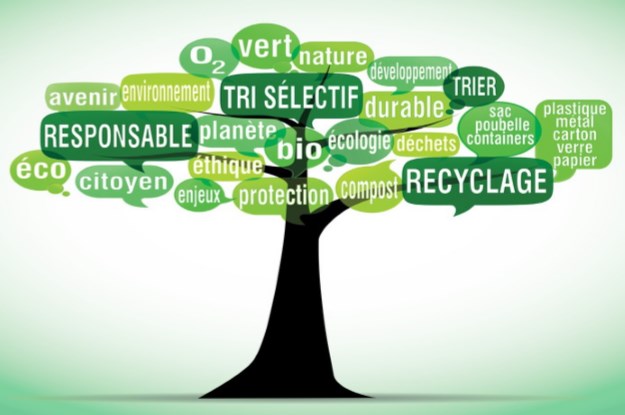 O2
vert
nature
développement
TRIER
avenir
environnement
TRI SÉLECTIF
durable
sac
poubelle
containers
plastique
métal
carton
verre
papier
RESPONSABLE
planète
bio
écologie
déchets
éco
citoyen
éthique
enjeux
protection
compost
RECYCLAGE